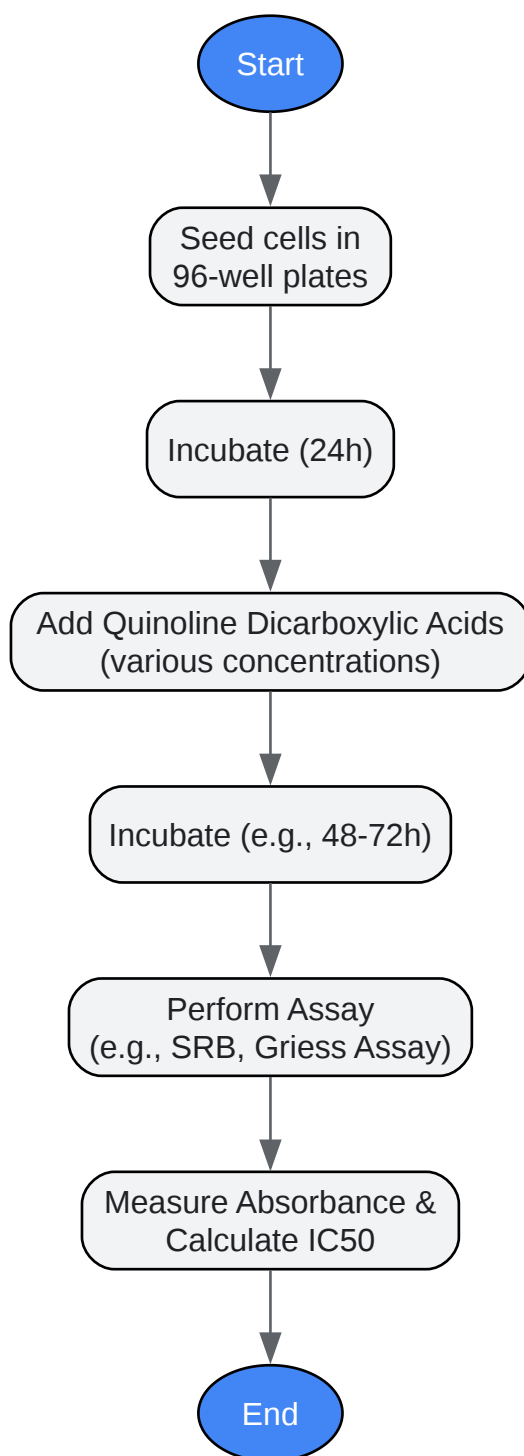 Start
Seed cells in
96-well plates
Incubate (24h)
Add Quinoline Dicarboxylic Acids
(various concentrations)
Incubate (e.g., 48-72h)
Perform Assay
(e.g., SRB, Griess Assay)
Measure Absorbance &
Calculate IC50
End